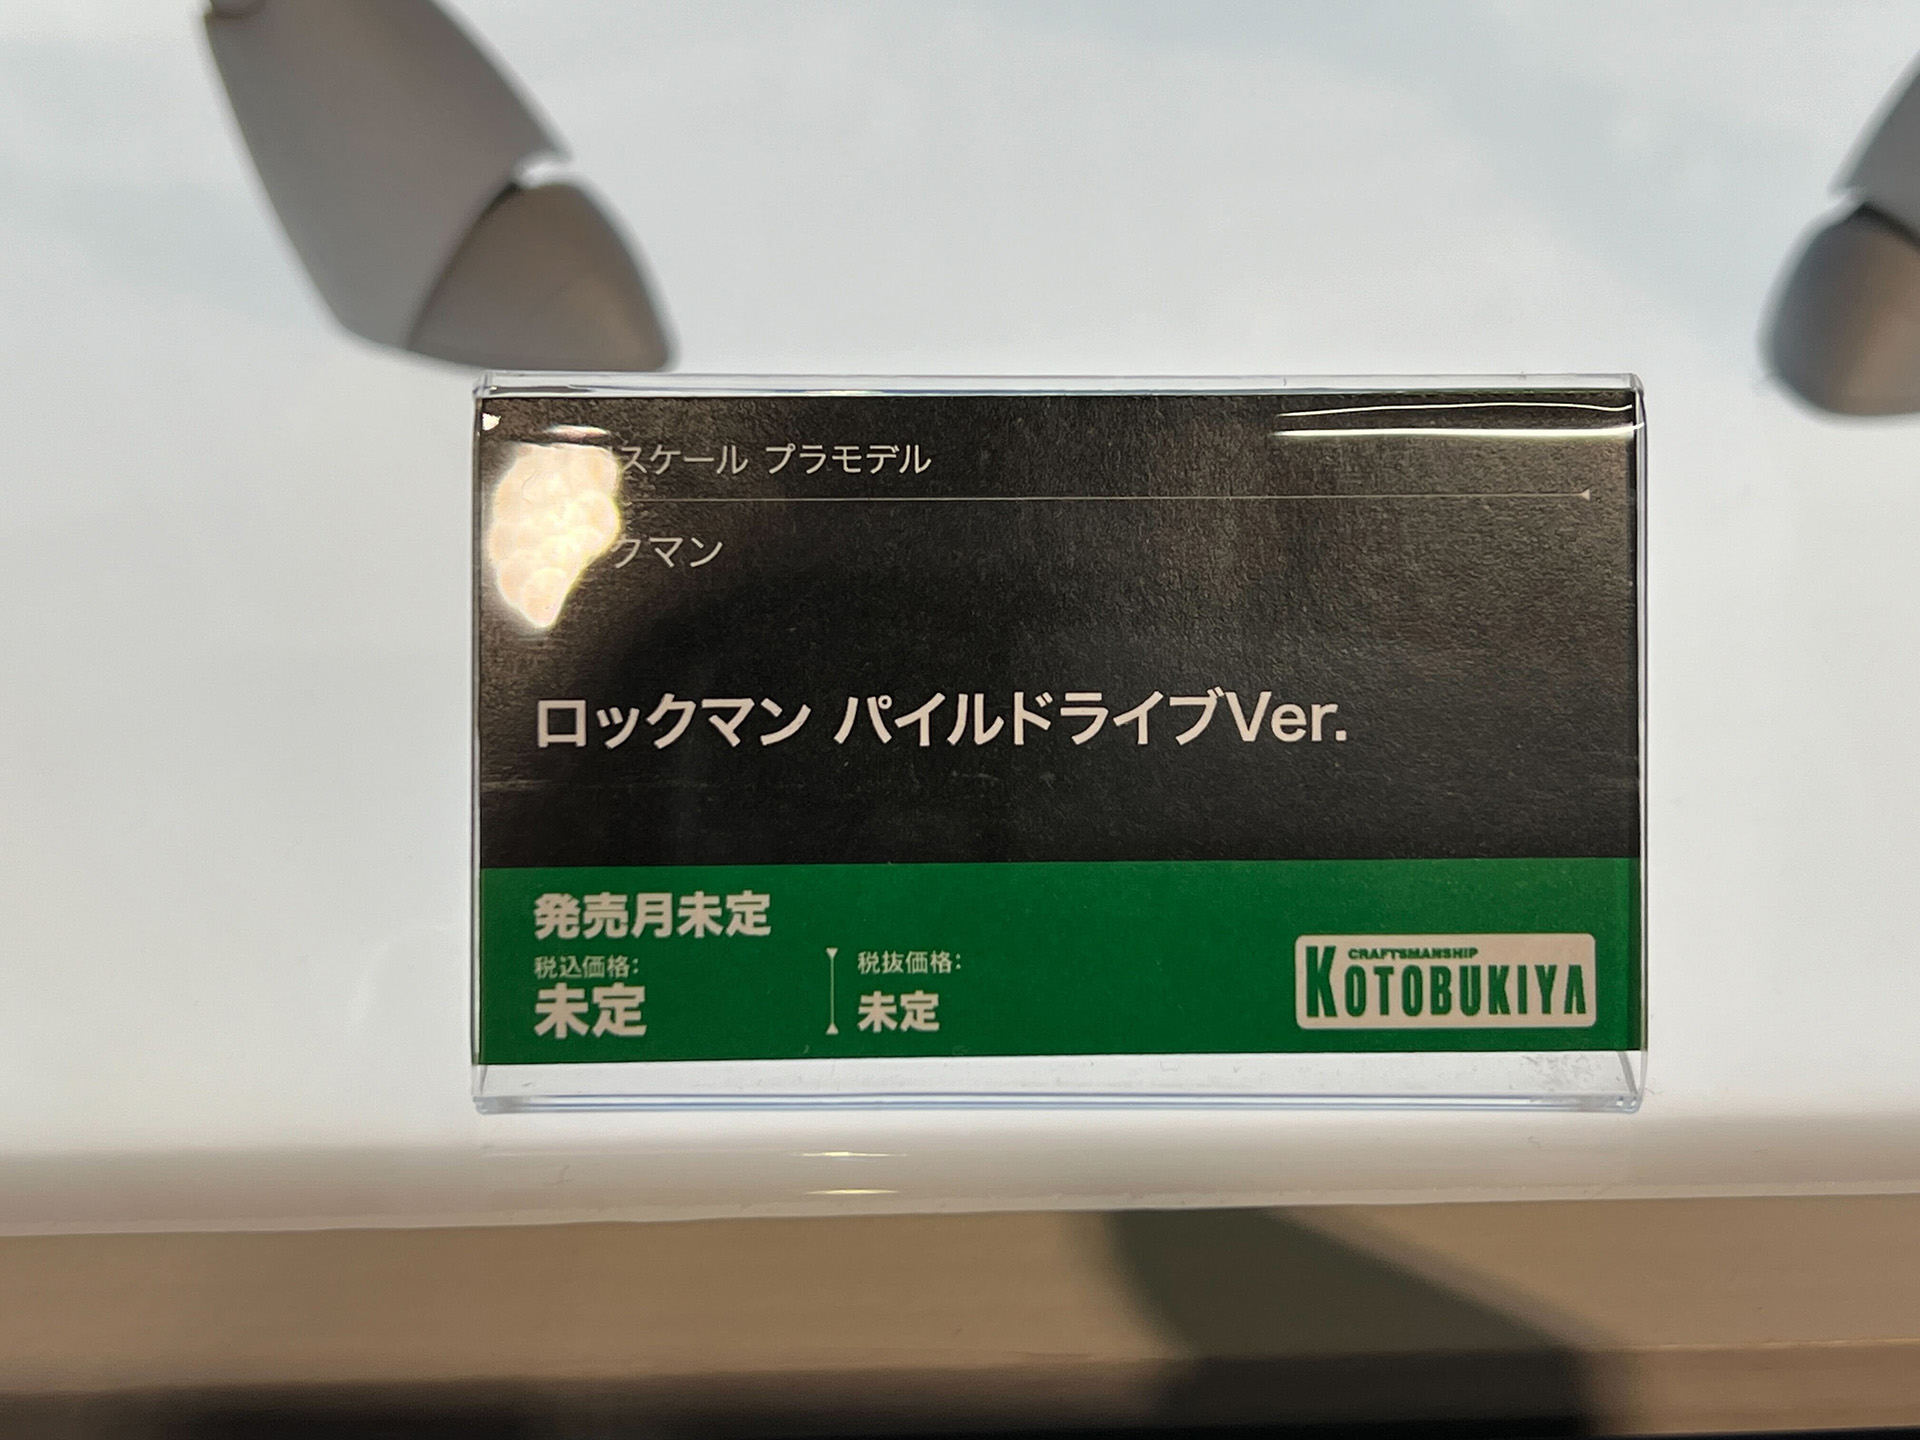 スケール プラモデル
クマン
ロックマン パイルドライブVer.
発売月未定
税込価格:
未定
税抜価格:
未定
CRAFTSMANSHIP
KOTOBUKIYA